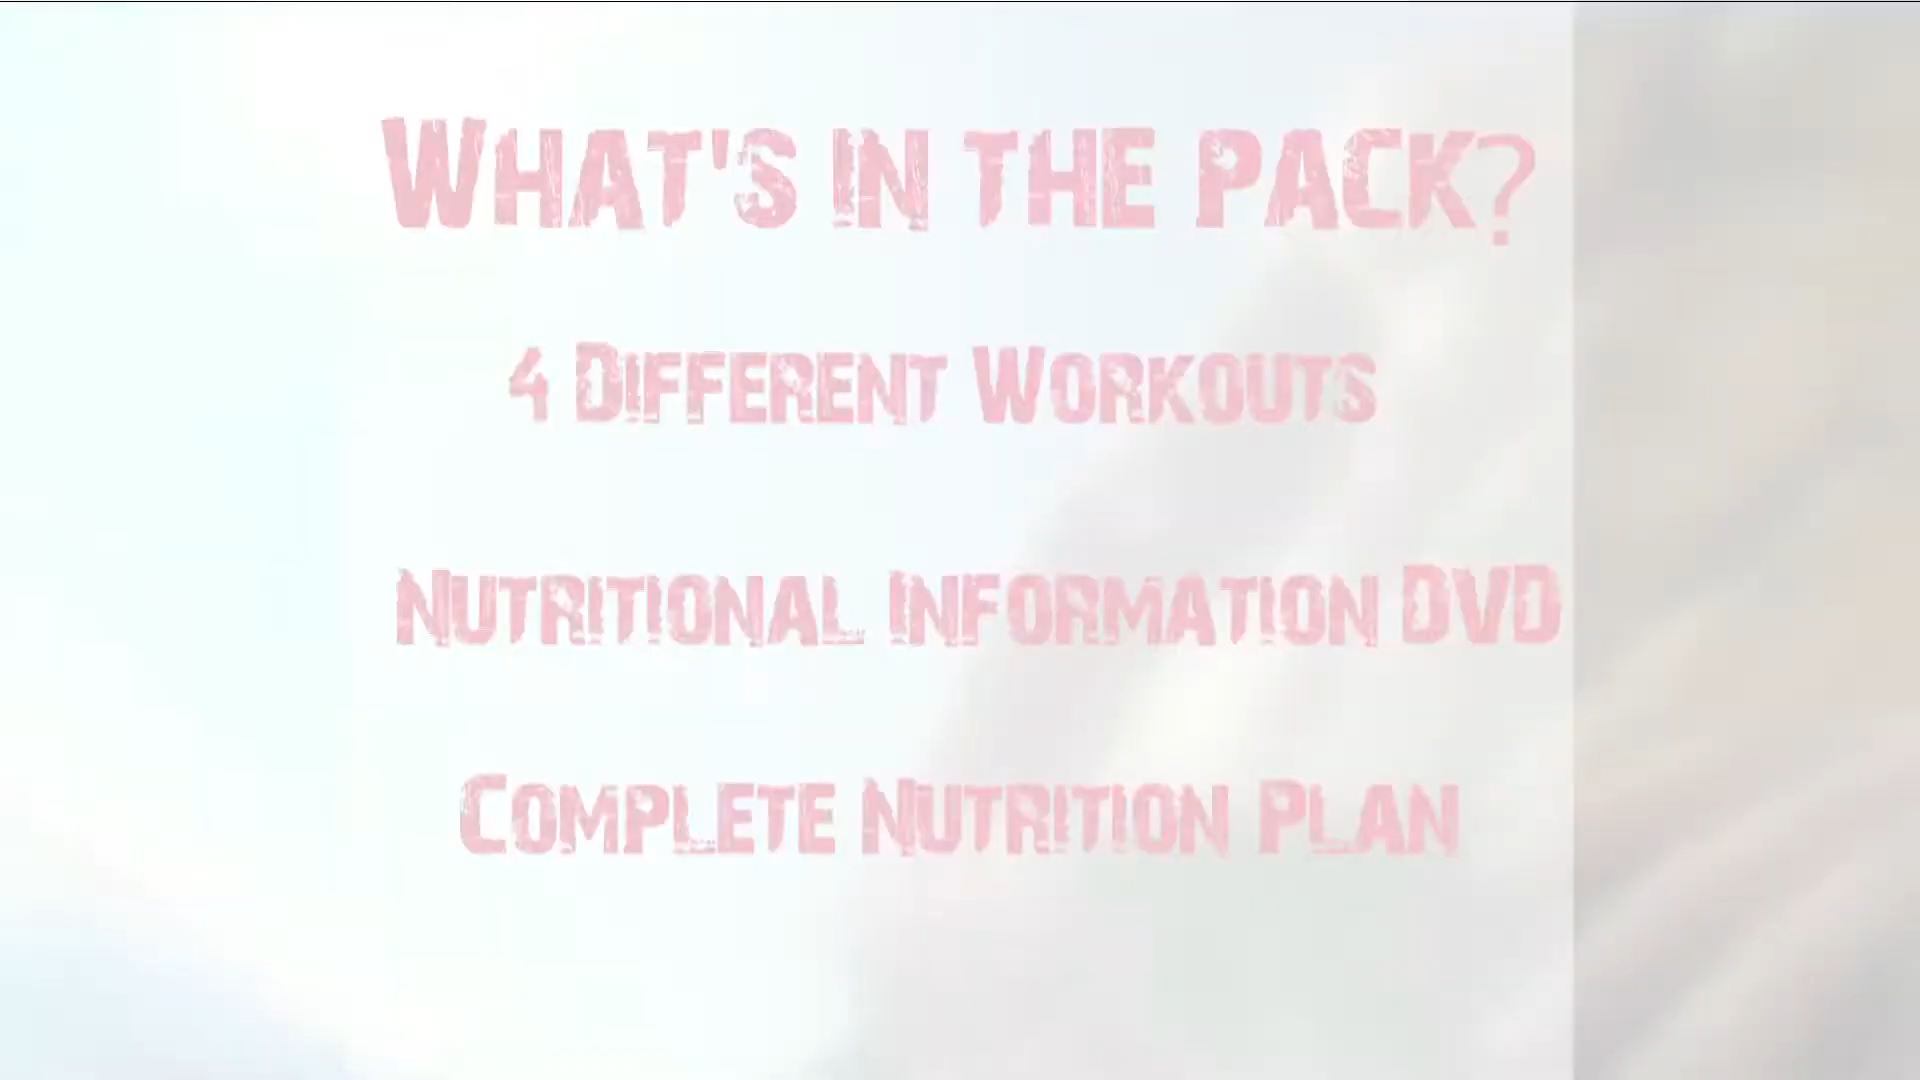 What's in the Pack?
4 Different Workouts
Nutritional Information DVD
Complete Nutrition Plan